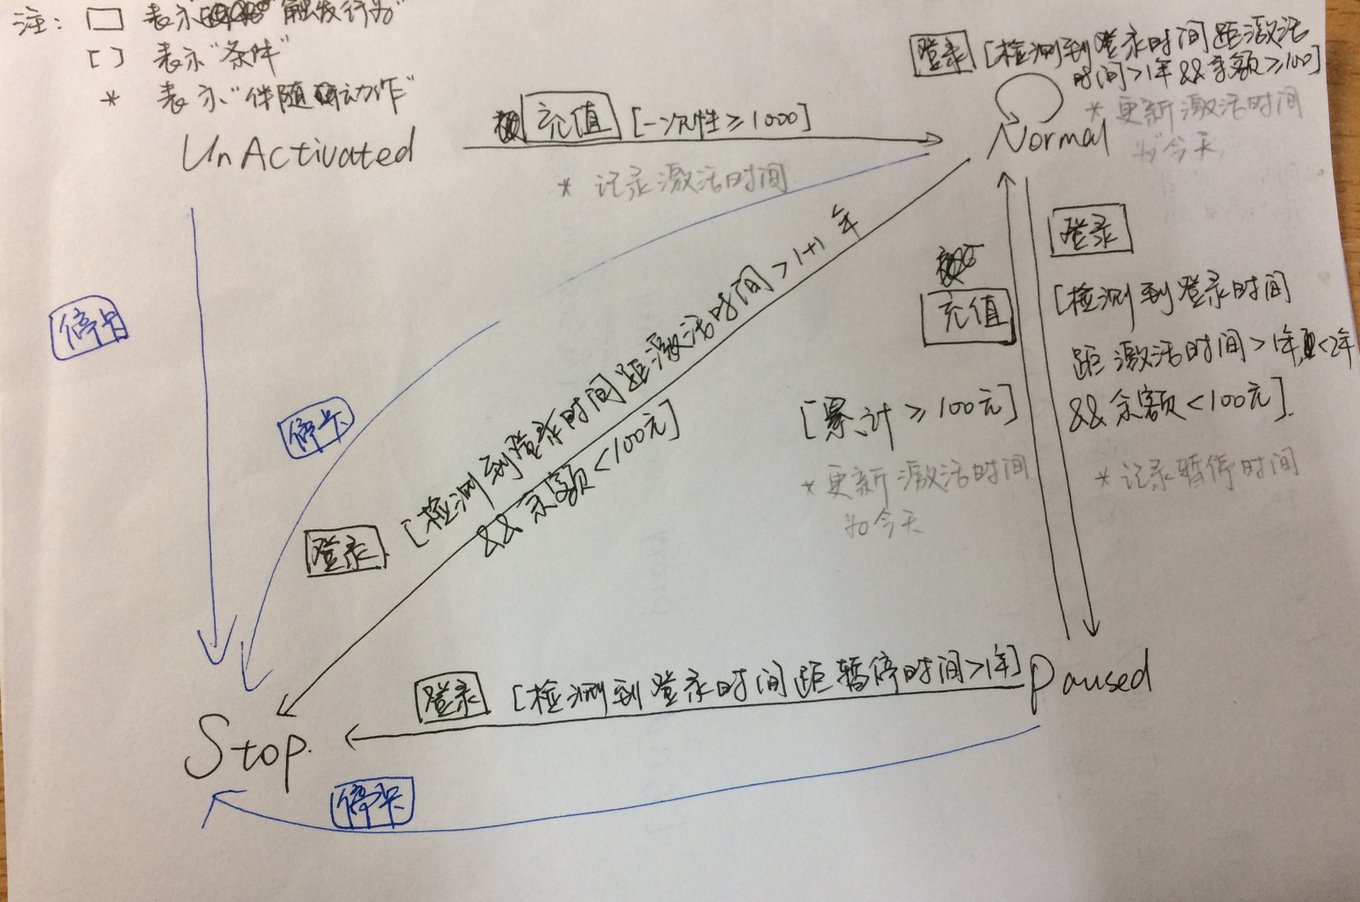 注: □ 表示"触发行为"
[ ] 表示"条件"
* 表示"伴随动作"
UnActivated
充值 [一次性≥1000]
* 记录激活时间
登录 [检测到登录时间距激活
时间>1年&&余额≥100]
* 更新激活时间
为今天
Normal
停卡
停卡
登录 [检测到登录时间距激活时间>1+1年
&&余额<100元]
充值
[累计≥100元]
* 更新激活时间
为今天
登录
[检测到登录时间
距激活时间>1年且<2年
&&余额<100元].
* 记录暂停时间
登录 [检测到登录时间距暂停时间>1年]
Paused
Stop.
停卡